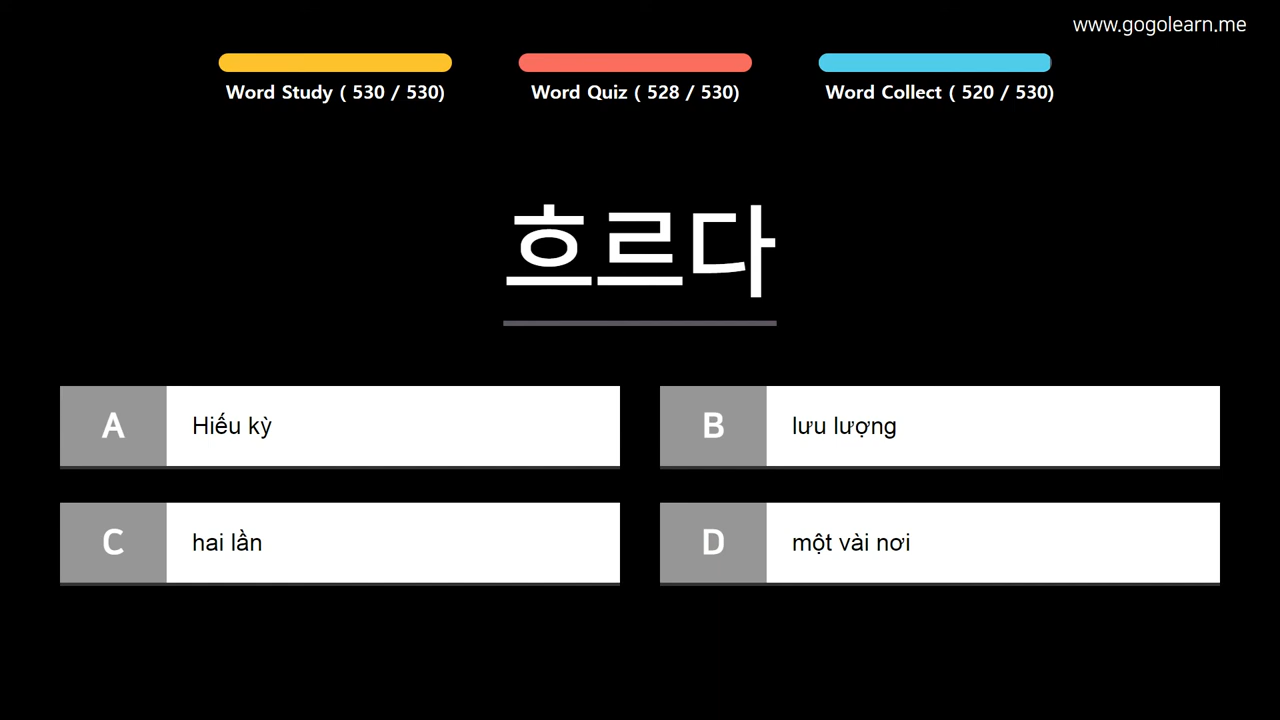 www.gogolearn.me
Word Study ( 530 / 530)
Word Quiz ( 528 / 530)
Word Collect ( 520 / 530)
흐르다
A Hiếu kỳ
B lưu lượng
C hai lần
D một vài nơi